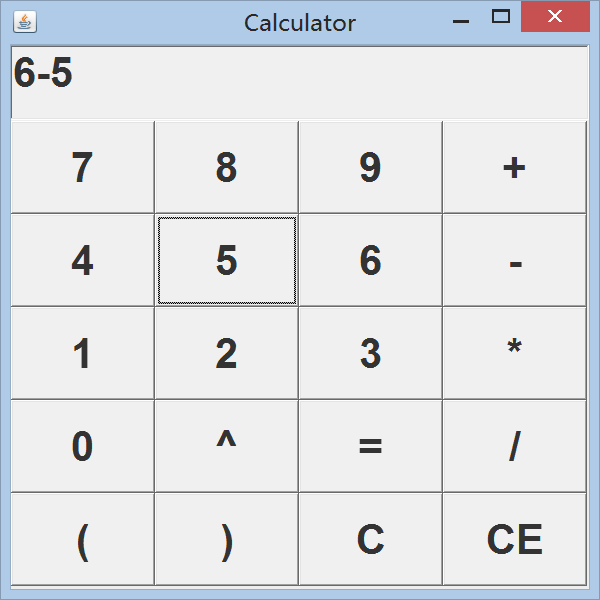 Calculator
6-5
7 8 9 +
4 5 6 -
1 2 3 *
0 ^ = /
( ) C CE